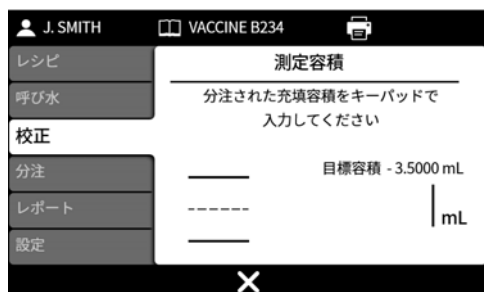 J. SMITH
VACCINE B234
レシピ
呼び水
校正
分注
レポート
設定
測定容積
分注された充填容積をキーパッドで
入力してください
目標容積 - 3.5000 mL
mL